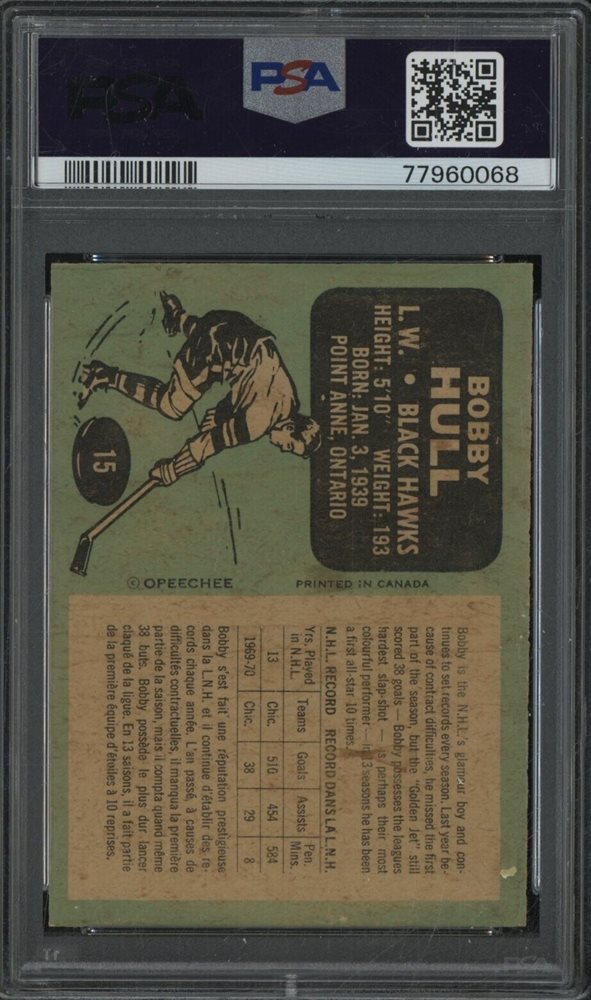 PSA
PSA
77960068
BOBBY
HULL
L. W. • BLACK HAWKS
HEIGHT: 5'10" WEIGHT: 193
BORN: JAN. 3, 1939
POINT ANNE, ONTARIO
15
© OPEECHEE
PRINTED IN CANADA
Bobby is the N.H.L.'s glamour boy and con-
tinues to set records every season. Last year be-
cause of contract difficulties, he missed the first
part of the season, but the "Golden Jet" still
scored 38 goals — Bobby possesses the leagues
hardest slap-shot — is perhaps their most
colourful performer — in 13 seasons he has been
a first all-star 10 times.
N.H.L. RECORD RECORD DANS LA L.N.H.
Yrs. Played in N.H.L. Teams Goals Assists Pen. Mins.
13 Chic. 510 454 584
1969-70 Chic. 38 29 8
Bobby s'est fait une réputation prestigieuse
dans la L.N.H. et il continue d'établir des re-
cords chaque année. L'an passé, à causes de
difficultés contractuelles, il manqua la première
partie de la saison, mais il compta quand même
38 buts. Bobby possède le plus dur lancer
claqué de la ligue. En 13 saisons, il a fait partie
de la première équipe d'étoiles à 10 reprises.